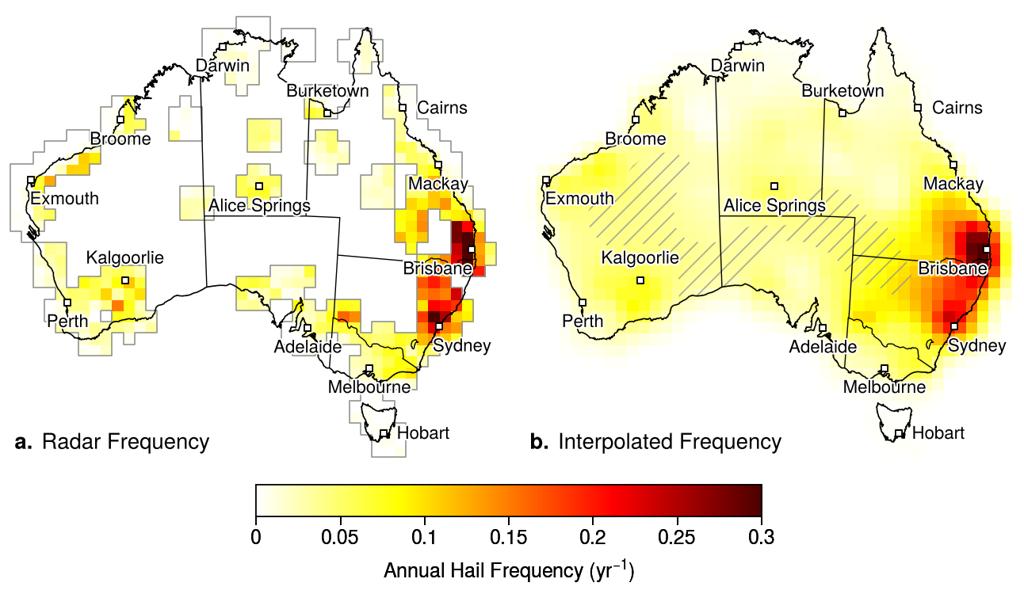 Darwin
Burketown
Cairns
Broome
Exmouth
Mackay
Alice Springs
Kalgoorlie
Brisbane
Perth
Adelaide
Sydney
Melbourne
Hobart
a. Radar Frequency
Darwin
Burketown
Cairns
Broome
Exmouth
Mackay
Alice Springs
Kalgoorlie
Brisbane
Perth
Adelaide
Sydney
Melbourne
Hobart
b. Interpolated Frequency
0 0.05 0.1 0.15 0.2 0.25 0.3
Annual Hail Frequency (yr⁻¹)